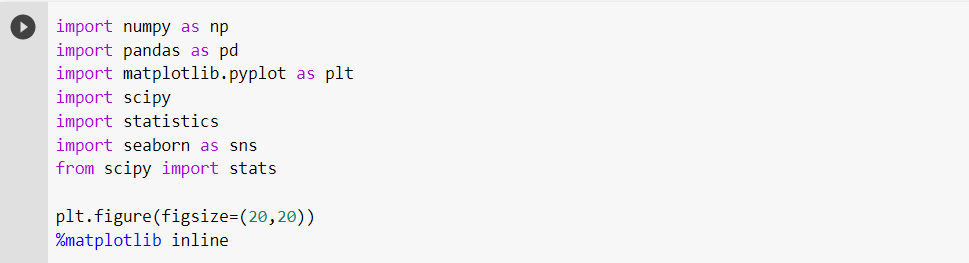 import numpy as np
import pandas as pd
import matplotlib.pyplot as plt
import scipy
import statistics
import seaborn as sns
from scipy import stats
plt.figure(figsize=(20,20))
%matplotlib inline